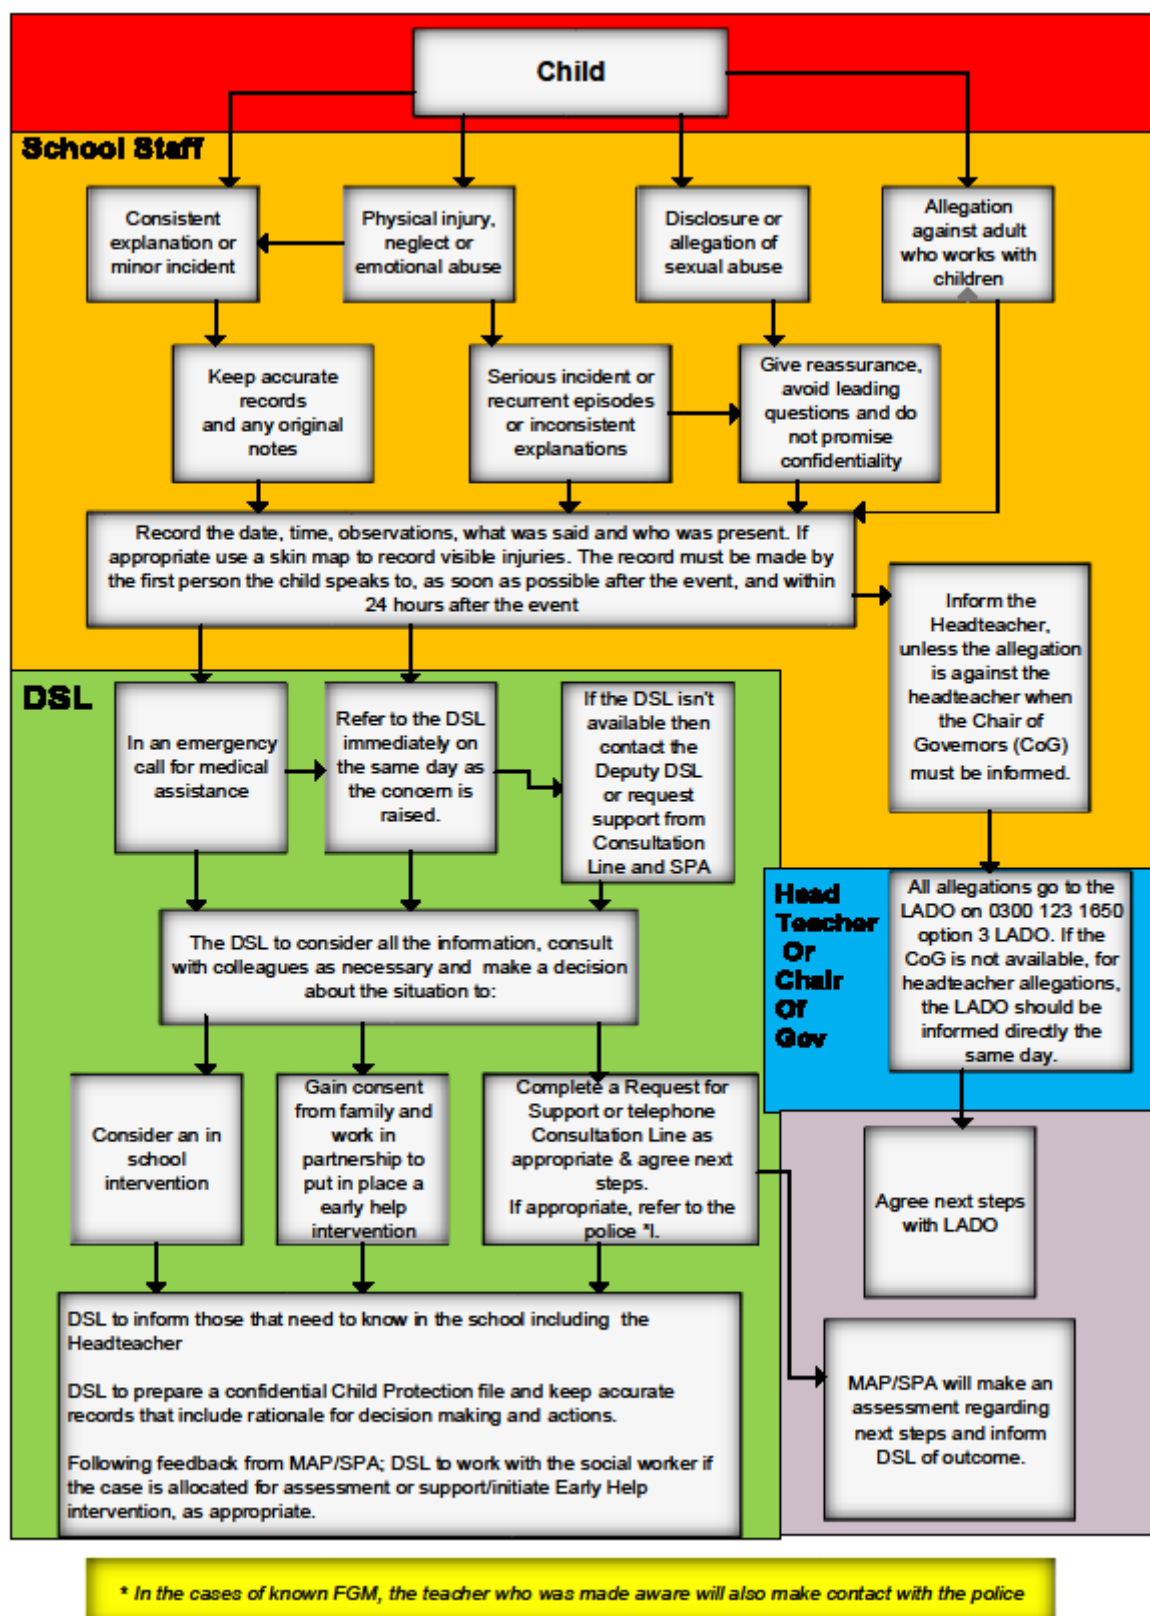 Child
School Staff
Consistent
explanation or
minor incident
Physical injury,
neglect or
emotional abuse
Disclosure or
allegation of
sexual abuse
Allegation
against adult
who works with
children
Keep accurate
records
and any original
notes
Serious incident or
recurrent episodes
or inconsistent
explanations
Give reassurance,
avoid leading
questions and do
not promise
confidentiality
Record the date, time, observations, what was said and who was present. If
appropriate use a skin map to record visible injuries. The record must be made by
the first person the child speaks to, as soon as possible after the event, and within
24 hours after the event
Inform the
Headteacher,
unless the allegation
is against the
headteacher when
the Chair of
Governors (CoG)
must be informed.
DSL
In an emergency
call for medical
assistance
Refer to the DSL
immediately on
the same day as
the concern is
raised.
If the DSL isn't
available then
contact the
Deputy DSL
or request
support from
Consultation
Line and SPA
Head
Teacher
Or
Chair
Of
Gov
All allegations go to the
LADO on 0300 123 1650
option 3 LADO. If the
CoG is not available, for
headteacher allegations,
the LADO should be
informed directly the
same day.
The DSL to consider all the information, consult
with colleagues as necessary and make a decision
about the situation to:
Consider an in
school
intervention
Gain consent
from family and
work in
partnership to
put in place a
early help
intervention
Complete a Request for
Support or telephone
Consultation Line as
appropriate & agree next
steps.
If appropriate, refer to the
police *I.
Agree next steps
with LADO
DSL to inform those that need to know in the school including the
Headteacher
DSL to prepare a confidential Child Protection file and keep accurate
records that include rationale for decision making and actions.
Following feedback from MAP/SPA; DSL to work with the social worker if
the case is allocated for assessment or support/initiate Early Help
intervention, as appropriate.
MAP/SPA will make an
assessment regarding
next steps and inform
DSL of outcome.
* In the cases of known FGM, the teacher who was made aware will also make contact with the police